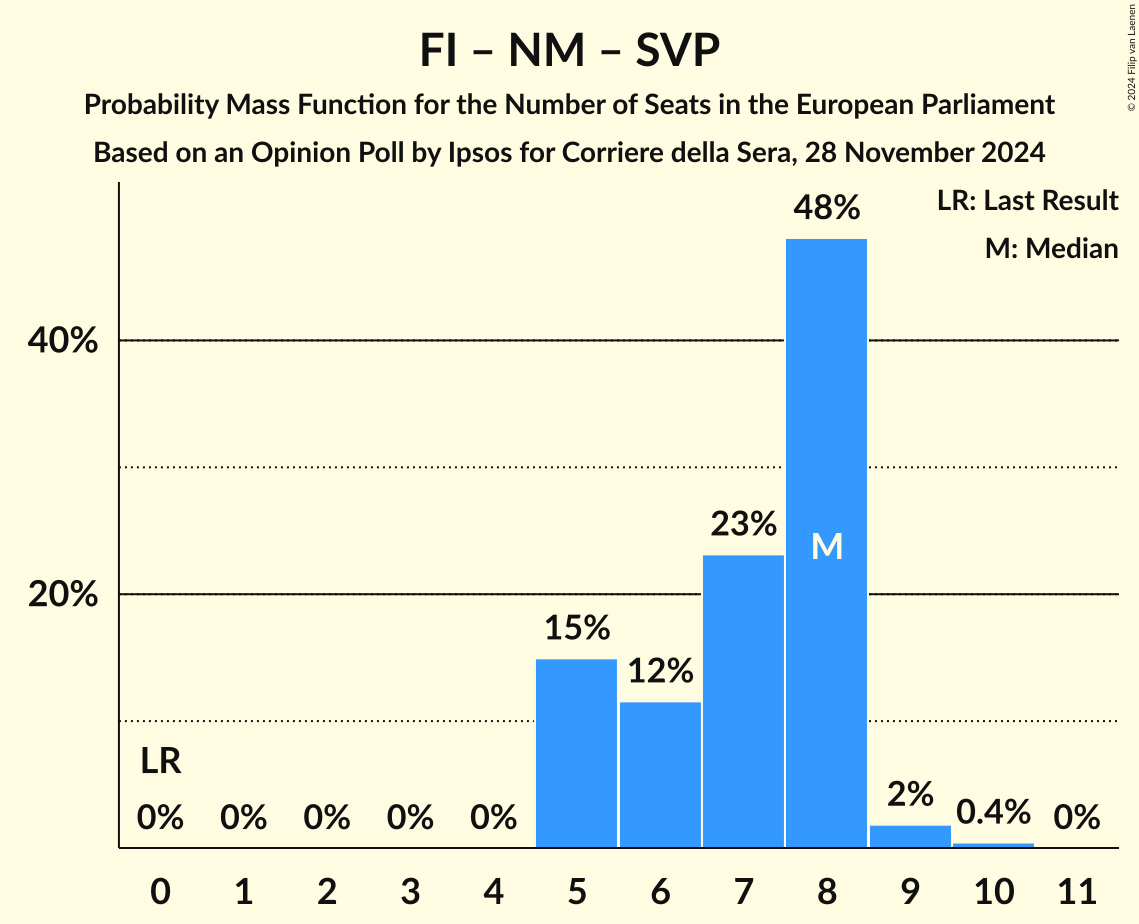 FI – NM – SVP
Probability Mass Function for the Number of Seats in the European Parliament
Based on an Opinion Poll by Ipsos for Corriere della Sera, 28 November 2024
© 2024 Filip van Laenen
LR: Last Result
M: Median
48%
40%
23%
M
20%
15%
12%
LR
0% 0% 0% 0% 0% 2% 0.4% 0%
0 1 2 3 4 5 6 7 8 9 10 11